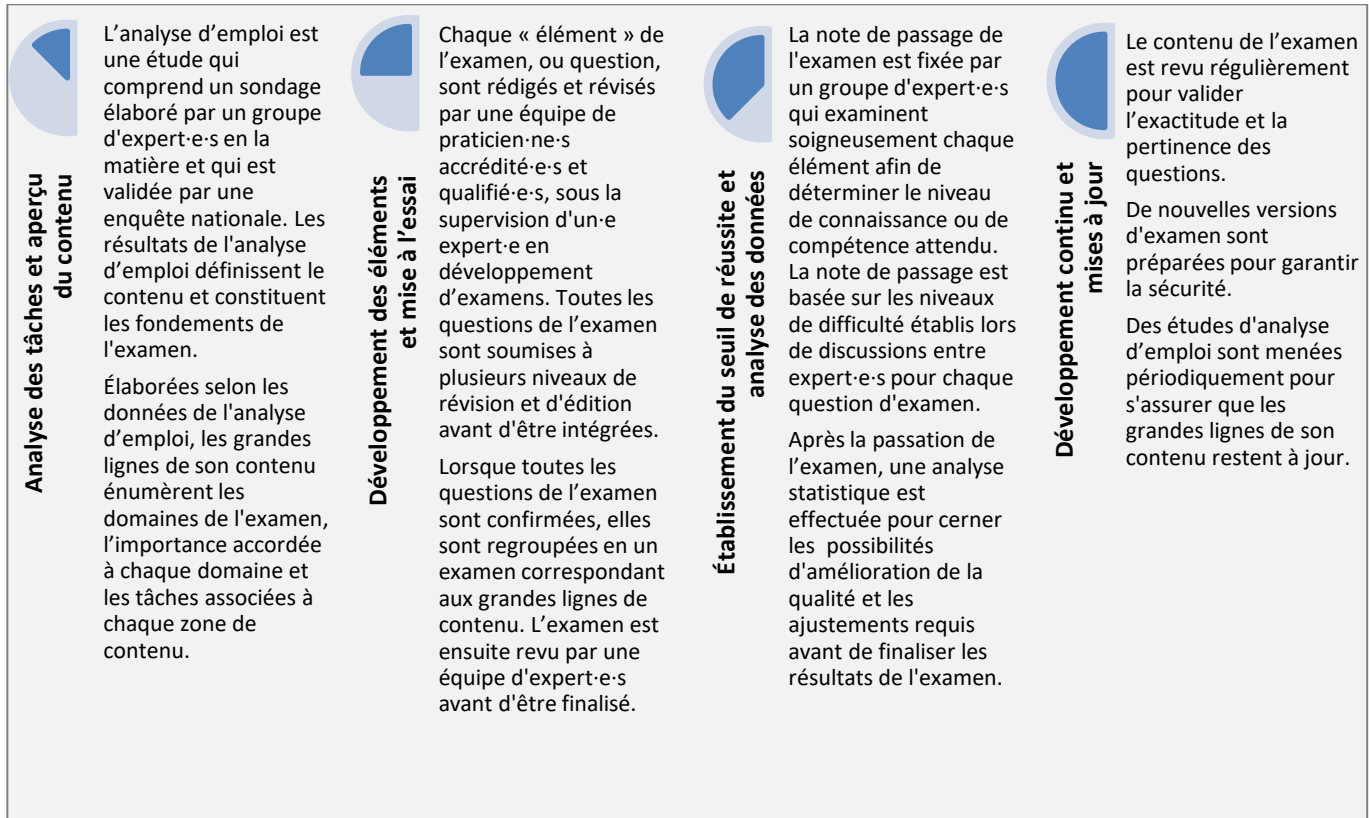 Analyse des tâches et aperçu
du contenu
L’analyse d’emploi est
une étude qui
comprend un sondage
élaboré par un groupe
d'expert·e·s en la
matière et qui est
validée par une
enquête nationale. Les
résultats de l'analyse
d’emploi définissent le
contenu et constituent
les fondements de
l'examen.
Élaborées selon les
données de l'analyse
d’emploi, les grandes
lignes de son contenu
énumèrent les
domaines de l'examen,
l’importance accordée
à chaque domaine et
les tâches associées à
chaque zone de
contenu.
Développement des éléments
et mise à l’essai
Chaque « élément » de
l’examen, ou question,
sont rédigés et révisés
par une équipe de
praticien·ne·s
accrédité·e·s et
qualifié·e·s, sous la
supervision d'un·e
expert·e en
développement
d’examens. Toutes les
questions de l’examen
sont soumises à
plusieurs niveaux de
révision et d'édition
avant d'être intégrées.
Lorsque toutes les
questions de l’examen
sont confirmées, elles
sont regroupées en un
examen correspondant
aux grandes lignes de
contenu. L’examen est
ensuite revu par une
équipe d'expert·e·s
avant d'être finalisé.
Établissement du seuil de réussite et
analyse des données
La note de passage de
l'examen est fixée par
un groupe d'expert·e·s
qui examinent
soigneusement chaque
élément afin de
déterminer le niveau
de connaissance ou de
compétence attendu.
La note de passage est
basée sur les niveaux
de difficulté établis lors
de discussions entre
expert·e·s pour chaque
question d'examen.
Après la passation de
l’examen, une analyse
statistique est
effectuée pour cerner
les possibilités
d'amélioration de la
qualité et les
ajustements requis
avant de finaliser les
résultats de l'examen.
Développement continu et
mises à jour
Le contenu de l’examen
est revu régulièrement
pour valider
l’exactitude et la
pertinence des
questions.
De nouvelles versions
d'examen sont
préparées pour garantir
la sécurité.
Des études d'analyse
d’emploi sont menées
périodiquement pour
s'assurer que les
grandes lignes de son
contenu restent à jour.